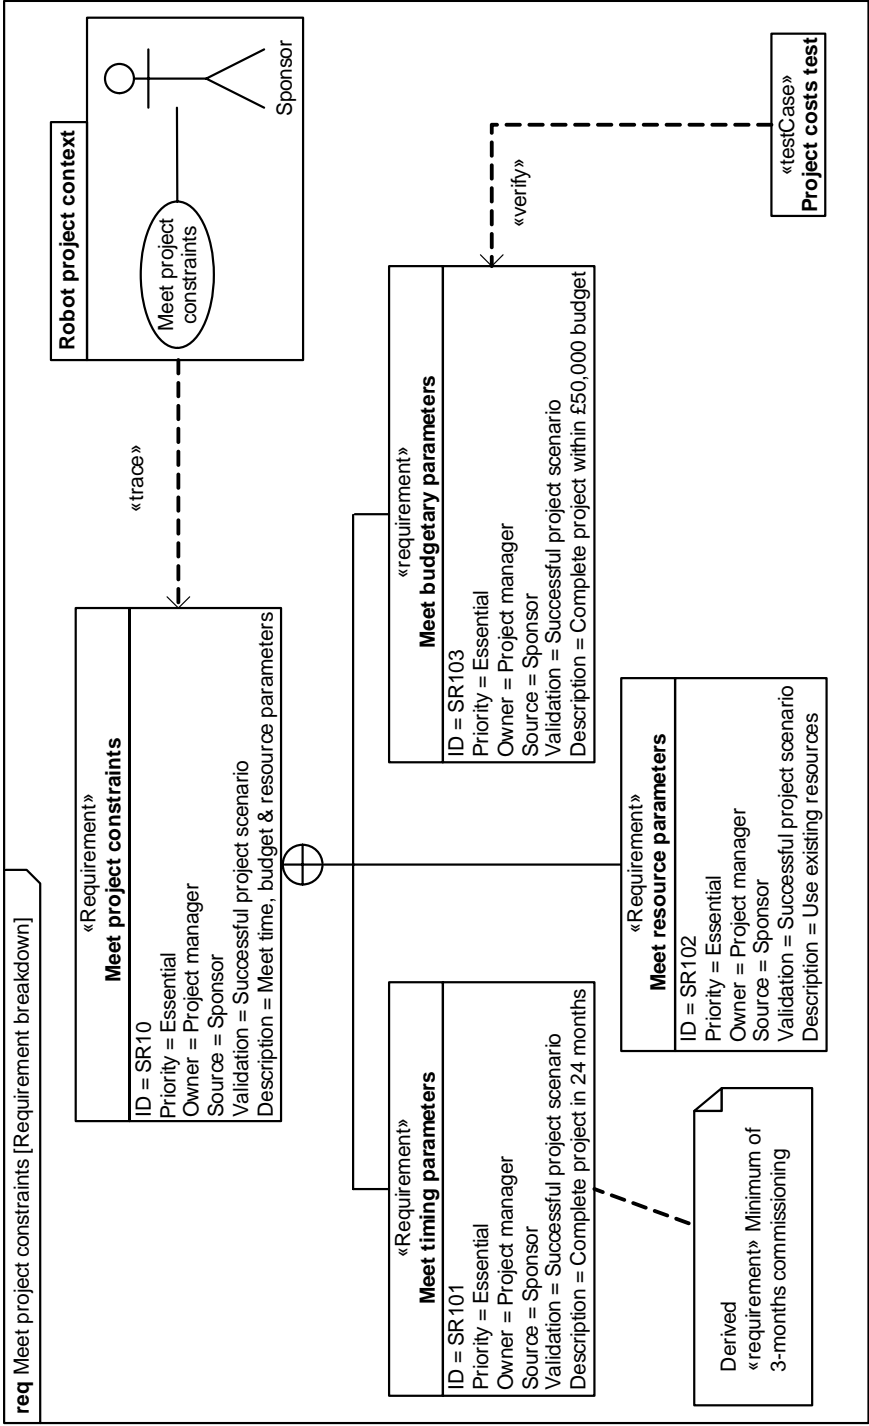 req Meet project constraints [Requirement breakdown]
«Requirement»
Meet project constraints
ID = SR10
Priority = Essential
Owner = Project manager
Source = Sponsor
Validation = Successful project scenario
Description = Meet time, budget & resource parameters
«trace»
Robot project context
Meet project
constraints
Sponsor
«Requirement»
Meet timing parameters
ID = SR101
Priority = Essential
Owner = Project manager
Source = Sponsor
Validation = Successful project scenario
Description = Complete project in 24 months
«requirement»
Meet budgetary parameters
ID = SR103
Priority = Essential
Owner = Project manager
Source = Sponsor
Validation = Successful project scenario
Description = Complete project within £50,000 budget
«verify»
Derived
«requirement» Minimum of
3-months commissioning
«Requirement»
Meet resource parameters
ID = SR102
Priority = Essential
Owner = Project manager
Source = Sponsor
Validation = Successful project scenario
Description = Use existing resources
«testCase»
Project costs test